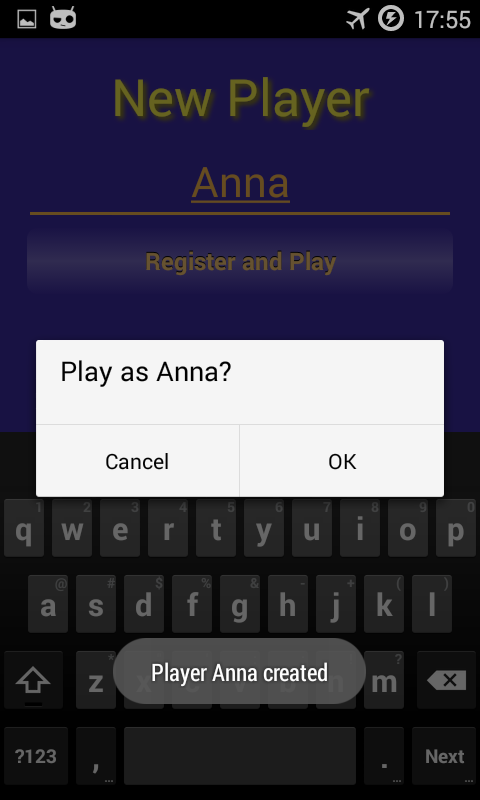 17:55
New Player
Anna
Register and Play
Play as Anna?
Cancel
OK
1 2 3 4 5 6 7 8 9 0
q w e r t y u i o p
@ # $ % & - + ( )
a s d f g h j k l
* ?
z m
Player Anna created
?123 , ... . ... Next ...